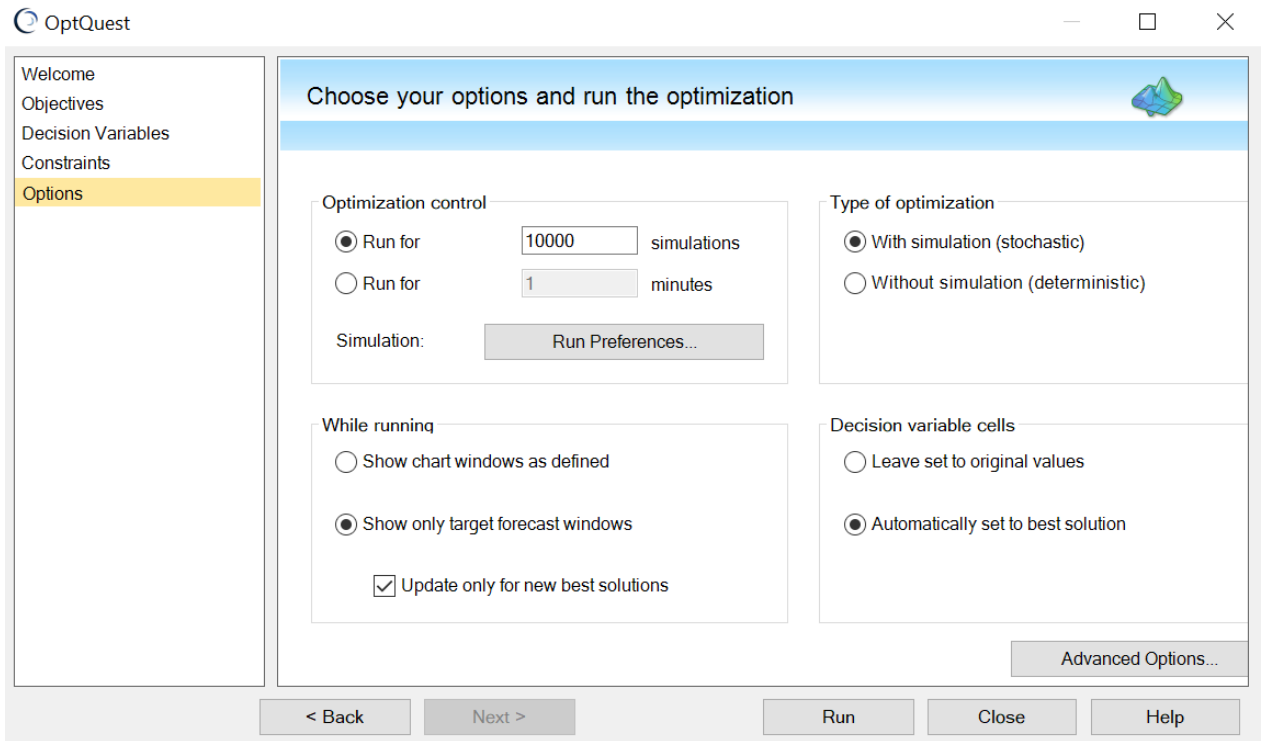 OptQuest
Welcome
Objectives
Decision Variables
Constraints
Options
Choose your options and run the optimization
Optimization control
Run for 10000 simulations
Run for 1 minutes
Simulation: Run Preferences...
Type of optimization
With simulation (stochastic)
Without simulation (deterministic)
While running
Show chart windows as defined
Show only target forecast windows
Update only for new best solutions
Decision variable cells
Leave set to original values
Automatically set to best solution
Advanced Options...
< Back Next > Run Close Help